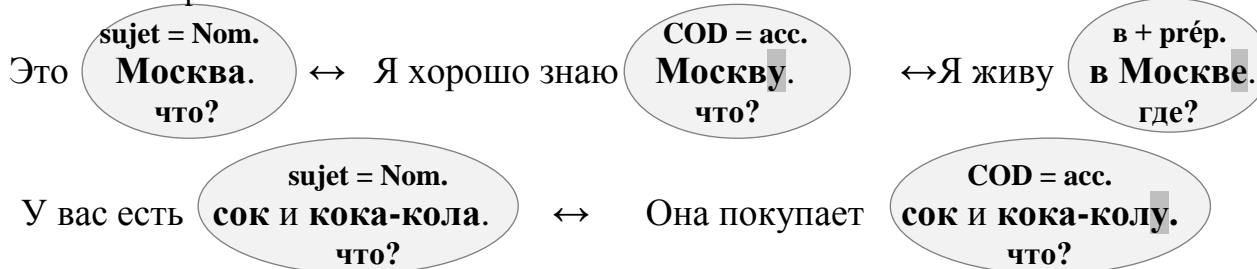 sujet = Nom. COD = acc. в + prép.
Это Москва. ↔ Я хорошо знаю Москву. ↔Я живу в Москве.
что? что? где?
sujet = Nom. COD = acc.
У вас есть сок и кока-кола. ↔ Она покупает сок и кока-колу.
что? что?